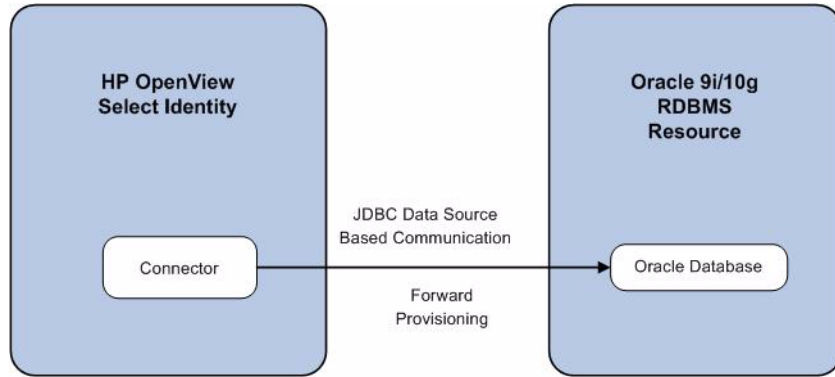 HP OpenView
Select Identity
Oracle 9i/10g
RDBMS
Resource
JDBC Data Source
Based Communication
Connector
Oracle Database
Forward
Provisioning